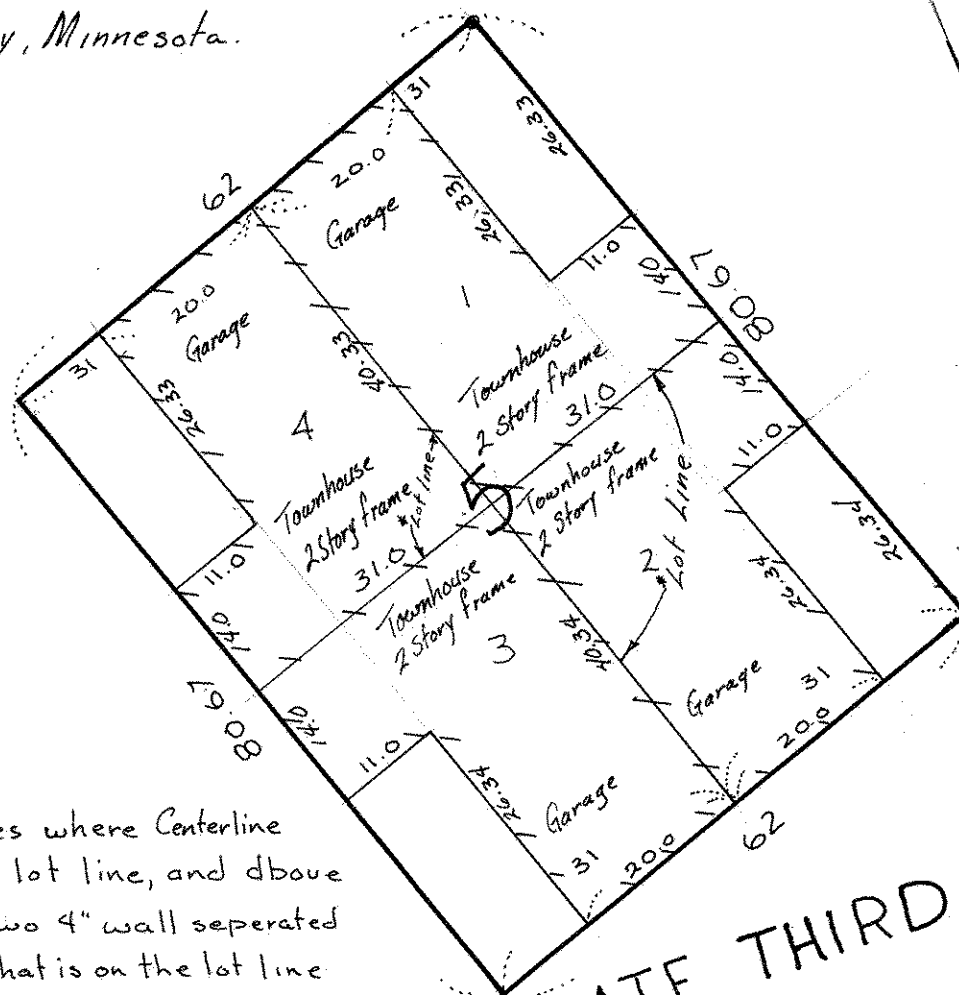 y, Minnesota.
31
26.33
62
20.0
Garage
26.33
11.0
14.0
80.67
20.0
Garage
1
40.33
Townhouse
2 Story frame
31.0
14.0
31
26.33
4
Townhouse
2 Story frame
*Lot line
5
Townhouse
2 Story frame
11.0
26.34
11.0
31.0
2
*Lot Line
26.34
14.0
Townhouse
2 Story frame
3
40.34
Garage
31
20.0
80.67
14.0
11.0
26.34
Garage
31
20.0
62
es where Centerline
lot line, and above
wo 4" wall seperated
hat is on the lot line
ATE THIRD